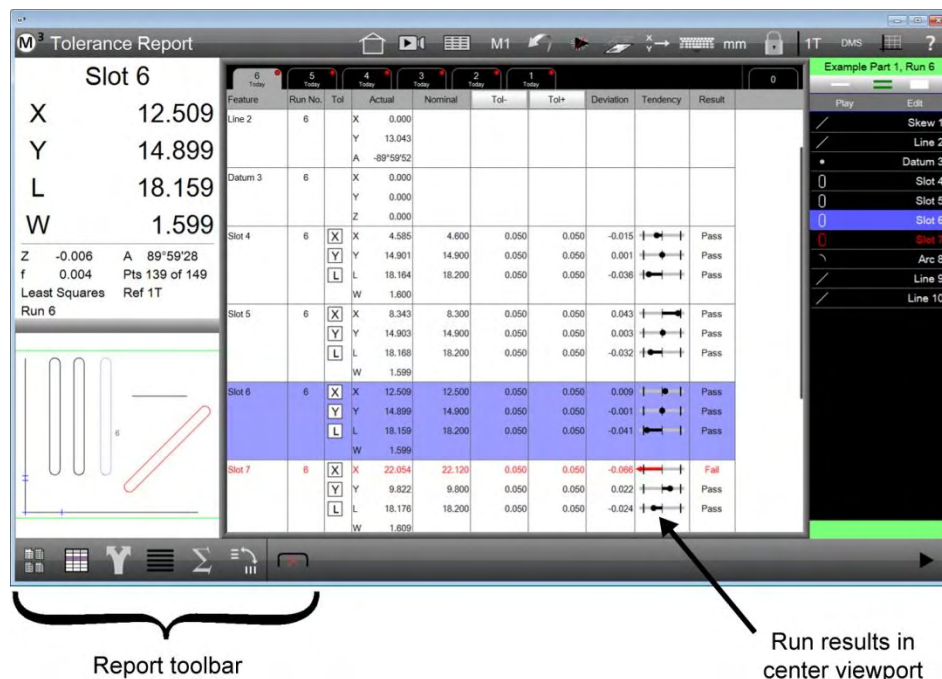 M³ Tolerance Report M1 X Y mm 1T DMS ?
Slot 6
X 12.509
Y 14.899
L 18.159
W 1.599
Z -0.006 A 89°59'28
f 0.004 Pts 139 of 149
Least Squares Ref 1T
Run 6
6
6 Today 5 Today 4 Today 3 Today 2 Today 1 Today 0
Feature Run No. Tol Actual Nominal Tol- Tol+ Deviation Tendency Result
Line 2 6 X 0.000
Y 13.043
A -89°59'52
Datum 3 6 X 0.000
Y 0.000
Z 0.000
Slot 4 6 X X 4.585 4.600 0.050 0.050 -0.015 Pass
Y Y 14.901 14.900 0.050 0.050 0.001 Pass
L L 18.164 18.200 0.050 0.050 -0.036 Pass
W 1.600
Slot 5 6 X X 8.343 8.300 0.050 0.050 0.043 Pass
Y Y 14.903 14.900 0.050 0.050 0.003 Pass
L L 18.168 18.200 0.050 0.050 -0.032 Pass
W 1.599
Slot 6 6 X X 12.509 12.500 0.050 0.050 0.009 Pass
Y Y 14.899 14.900 0.050 0.050 -0.001 Pass
L L 18.159 18.200 0.050 0.050 -0.041 Pass
W 1.599
Slot 7 6 X X 22.054 22.120 0.050 0.050 -0.066 Fail
Y Y 9.822 9.800 0.050 0.050 0.022 Pass
L L 18.176 18.200 0.050 0.050 -0.024 Pass
W 1.609
Example Part 1, Run 6
Play Edit
Skew 1
Line 2
Datum 3
Slot 4
Slot 5
Slot 6
Slot 7
Arc 8
Line 9
Line 10
Report toolbar
Run results in
center viewport